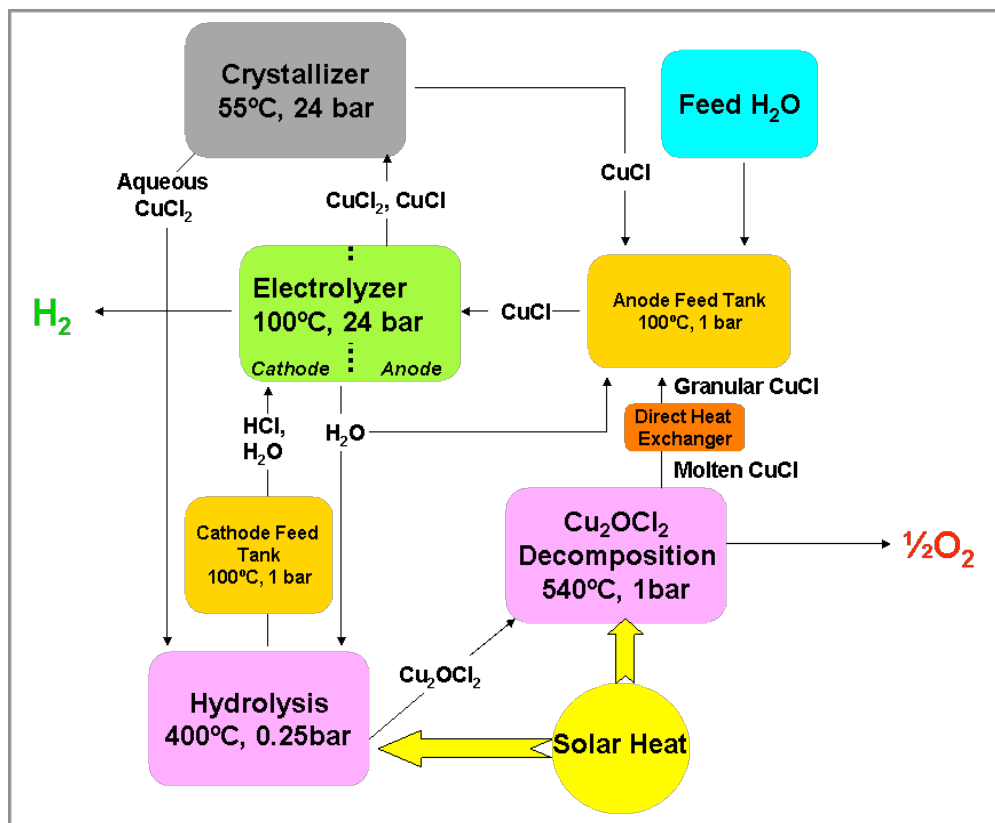 Crystallizer
55ºC, 24 bar
Feed H₂O
Aqueous
CuCl₂
CuCl₂, CuCl
CuCl
H₂
Electrolyzer
100ºC, 24 bar
Cathode
Anode
CuCl
Anode Feed Tank
100ºC, 1 bar
HCl,
H₂O
H₂O
Granular CuCl
Direct Heat
Exchanger
Molten CuCl
Cathode Feed
Tank
100ºC, 1 bar
Cu₂OCl₂
Decomposition
540ºC, 1bar
½O₂
Cu₂OCl₂
Hydrolysis
400ºC, 0.25bar
Solar Heat